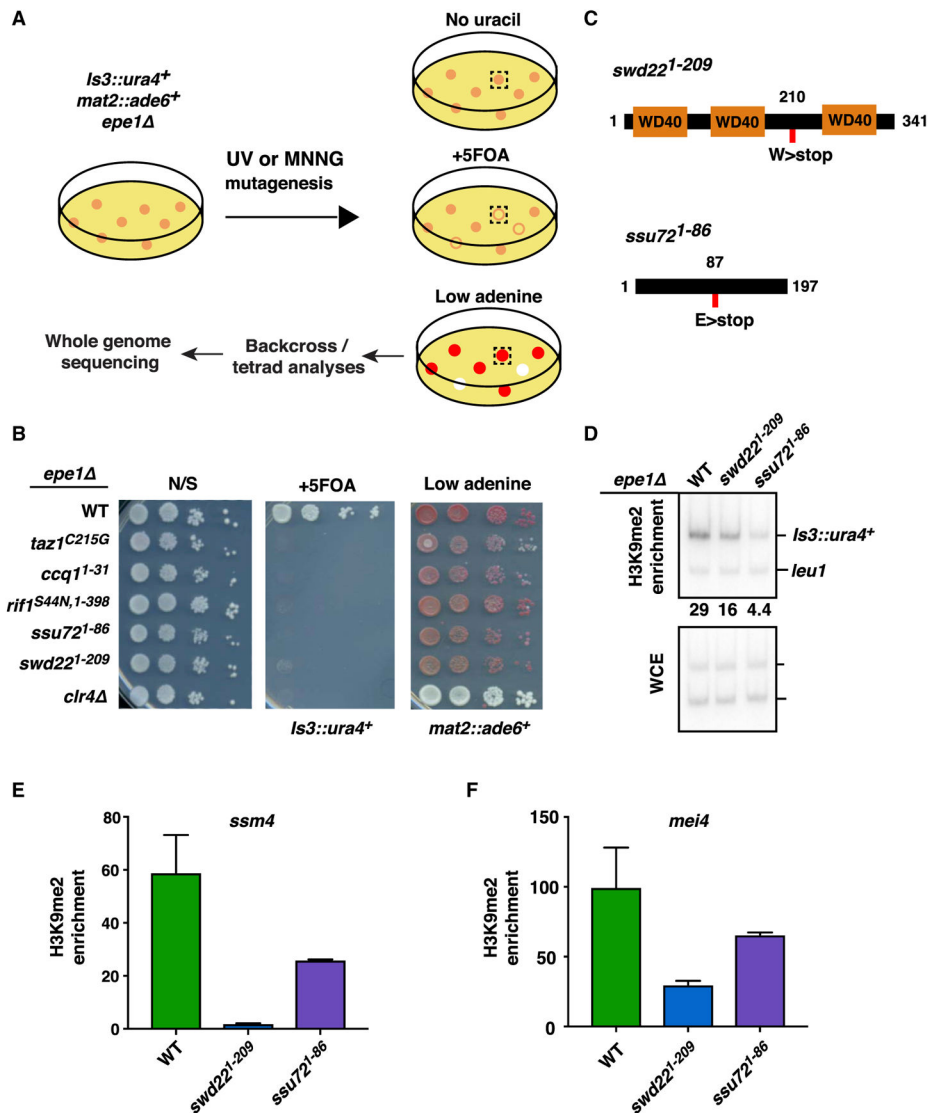 A
ls3::ura4+
mat2::ade6+
epe1Δ
UV or MNNG
mutagenesis
No uracil
+5FOA
Low adenine
Backcross /
tetrad analyses
Whole genome
sequencing
C
swd22¹⁻²⁰⁹
210
1 WD40 WD40 WD40 341
W>stop
ssu72¹⁻⁸⁶
87
1 197
E>stop
B
epe1Δ N/S +5FOA Low adenine
WT
taz1ᶜ²¹⁵ᴳ
ccq1¹⁻³¹
rif1ˢ⁴⁴ᴺ,¹⁻³⁹⁸
ssu72¹⁻⁸⁶
swd22¹⁻²⁰⁹
clr4Δ
ls3::ura4+ mat2::ade6+
D
epe1Δ WT swd22¹⁻²⁰⁹ ssu72¹⁻⁸⁶
H3K9me2
enrichment
ls3::ura4+
leu1
29 16 4.4
WCE
E
ssm4
H3K9me2
enrichment
80
60
40
20
0
WT swd22¹⁻²⁰⁹ ssu72¹⁻⁸⁶
F
mei4
H3K9me2
enrichment
150
100
50
0
WT swd22¹⁻²⁰⁹ ssu72¹⁻⁸⁶